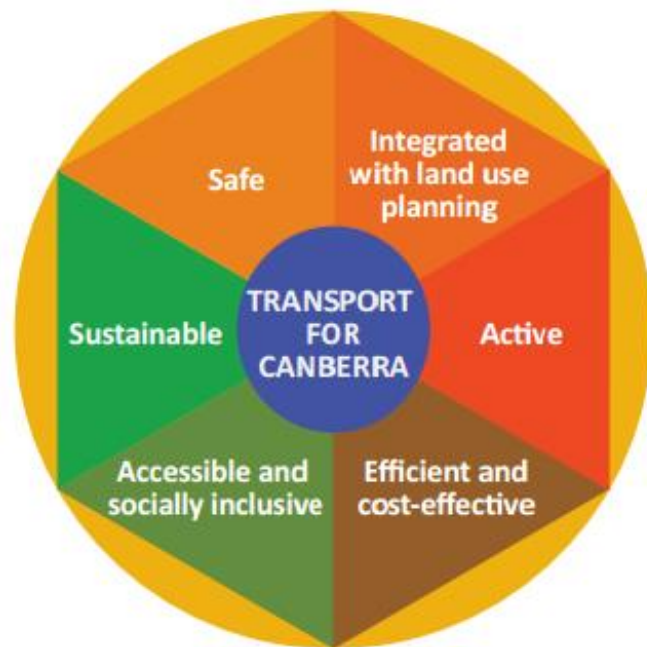 Safe
Integrated
with land use
planning
TRANSPORT
FOR
CANBERRA
Sustainable
Active
Accessible and
socially inclusive
Efficient and
cost-effective